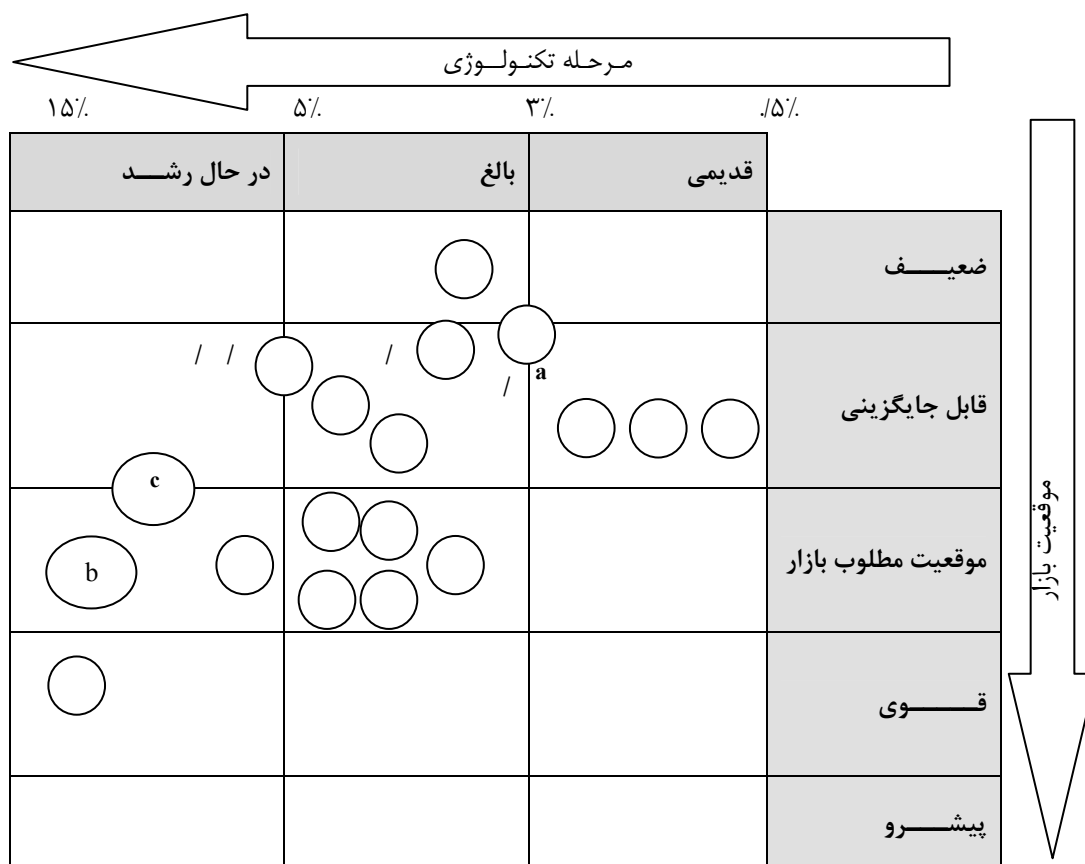 مرحله تکنولوژی
۰/۵٪ ۳٪ ۵٪ ۱۵٪
قدیمی بالغ در حال رشد
ضعیف
قابل جایگزینی
/ / /
a
/
موقعیت مطلوب بازار
c
b
قوی
پیشرو
موقعیت بازار